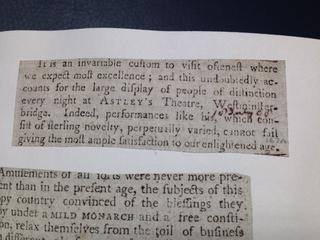 It is an invariable cuſtom to viſit ofteneſt where
we expect moſt excellence ; and this undoubtedly ac-
counts for the large diſplay of people of diſtinction
every night at ASTLEY'S Theatre, Weſtminſter-
bridge. Indeed, performances like his, which con-
ſiſt of ſterling novelty, perpetually varied, cannot fail
giving the moſt ample ſatisfaction to our enlightened age.
Amuſements of all ſorts were never more pre-
ent than in the preſent age, the ſubjects of this
ppy country convinced of the bleſſings they
y under a MILD MONARCH and a free conſti-
on, relax themſelves from the toil of buſineſs